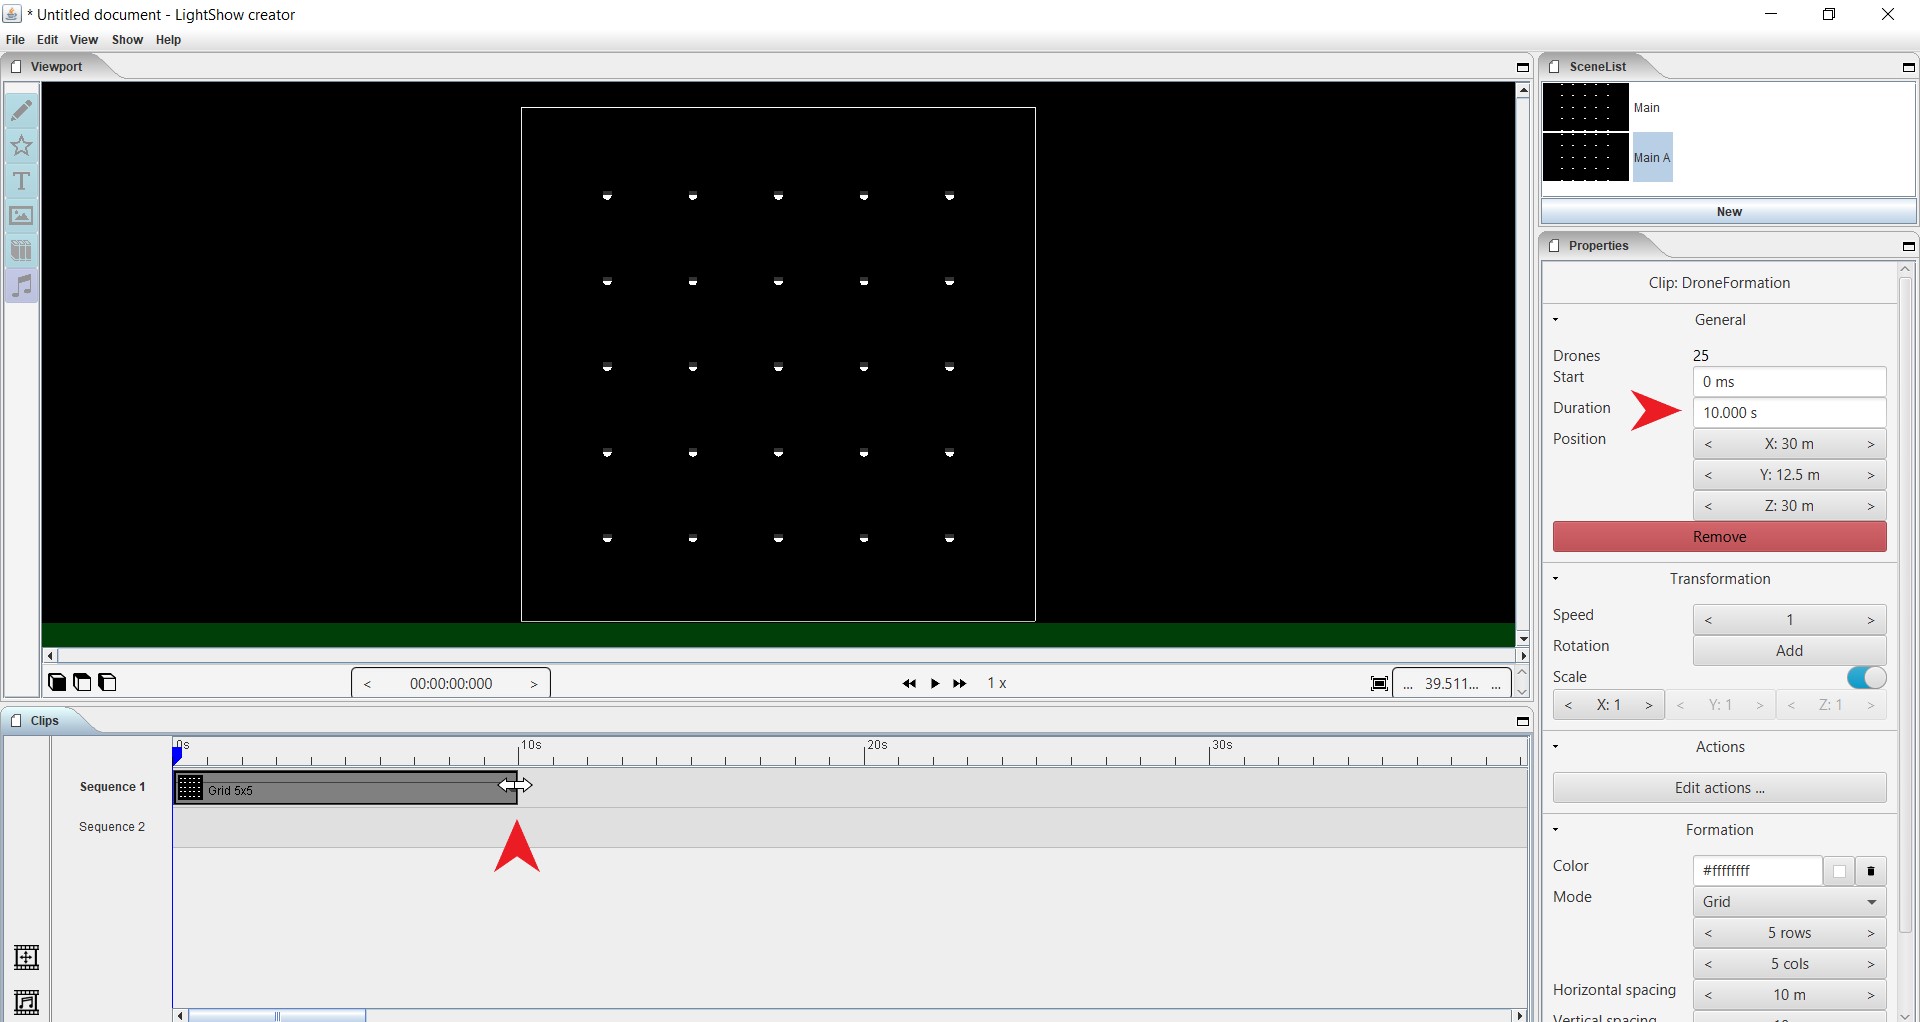 * Untitled document - LightShow creator
File Edit View Show Help
Viewport
T
< 00:00:00:000 >
1 x
... 39.511... ...
SceneList
Main
Main A
New
Properties
Clip: DroneFormation
General
Drones 25
Start 0 ms
Duration 10.000 s
Position < X: 30 m >
< Y: 12.5 m >
< Z: 30 m >
Remove
Transformation
Speed < 1 >
Rotation Add
Scale
< X: 1 > < Y: 1 > < Z: 1 >
Actions
Edit actions ...
Formation
Color #ffffffff
Mode Grid
< 5 rows >
< 5 cols >
Horizontal spacing < 10 m >
Vertical spacing
Clips
0s 10s 20s 30s
Sequence 1 Grid 5x5
Sequence 2